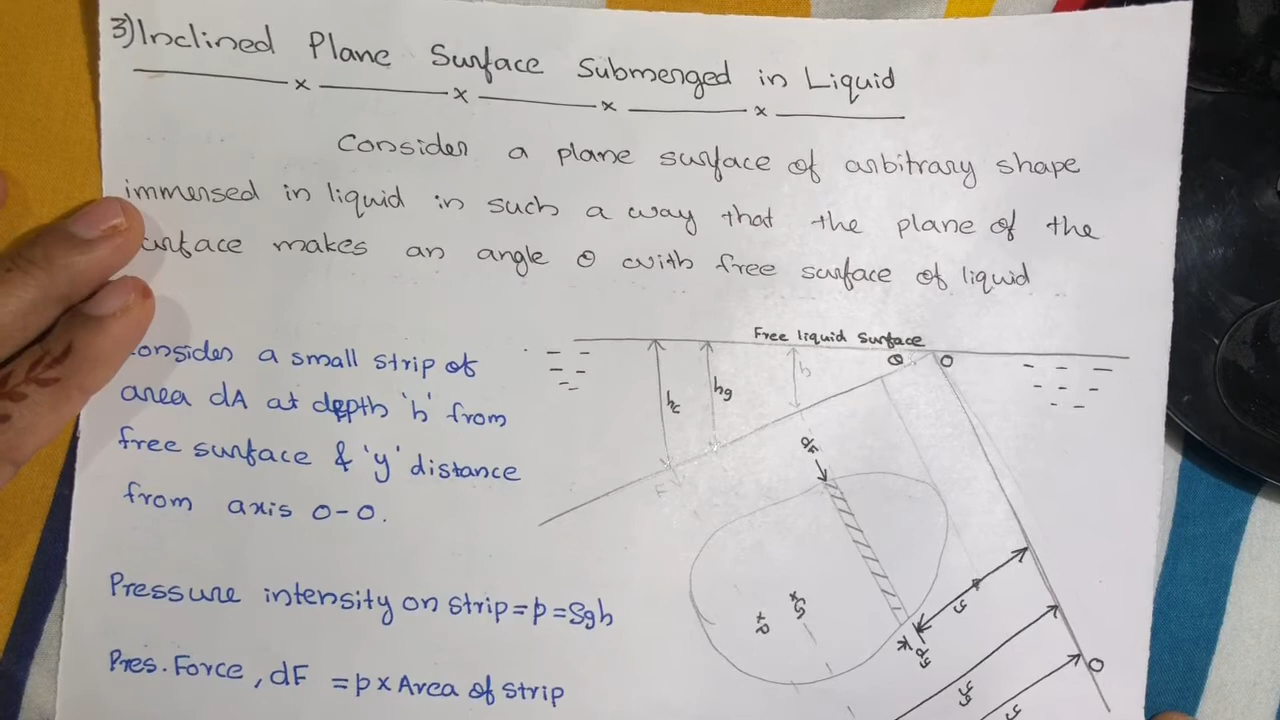 3) Inclined Plane Surface Submerged in Liquid
Consider a plane surface of arbitrary shape
immersed in liquid in such a way that the plane of the
surface makes an angle θ with free surface of liquid
Free liquid surface
θ
O
hc
hg
h
dF
F
G
P
y
yg
y
O
Consider a small strip of
area dA at depth 'h' from
free surface & 'y' distance
from axis O-O.
Pressure intensity on strip = p = ρgh
Pres. Force, dF = p x Area of strip